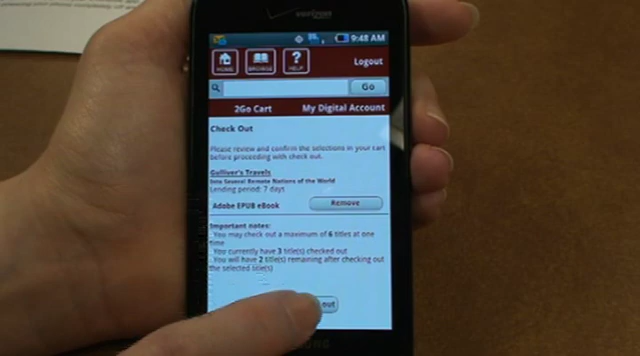 verizon
9:48 AM
HOME
BROWSE
?
HELP
Logout
Go
2Go Cart
My Digital Account
Check Out
Please review and confirm the selections in your cart
before proceeding with check out.
Gulliver's Travels
Into Several Remote Nations of the World
Lending period: 7 days
Adobe EPUB eBook
Remove
Important notes:
· You may check out a maximum of 6 titles at one
time
· You currently have 3 title(s) checked out
· You will have 2 title(s) remaining after checking out
the selected title(s)
out